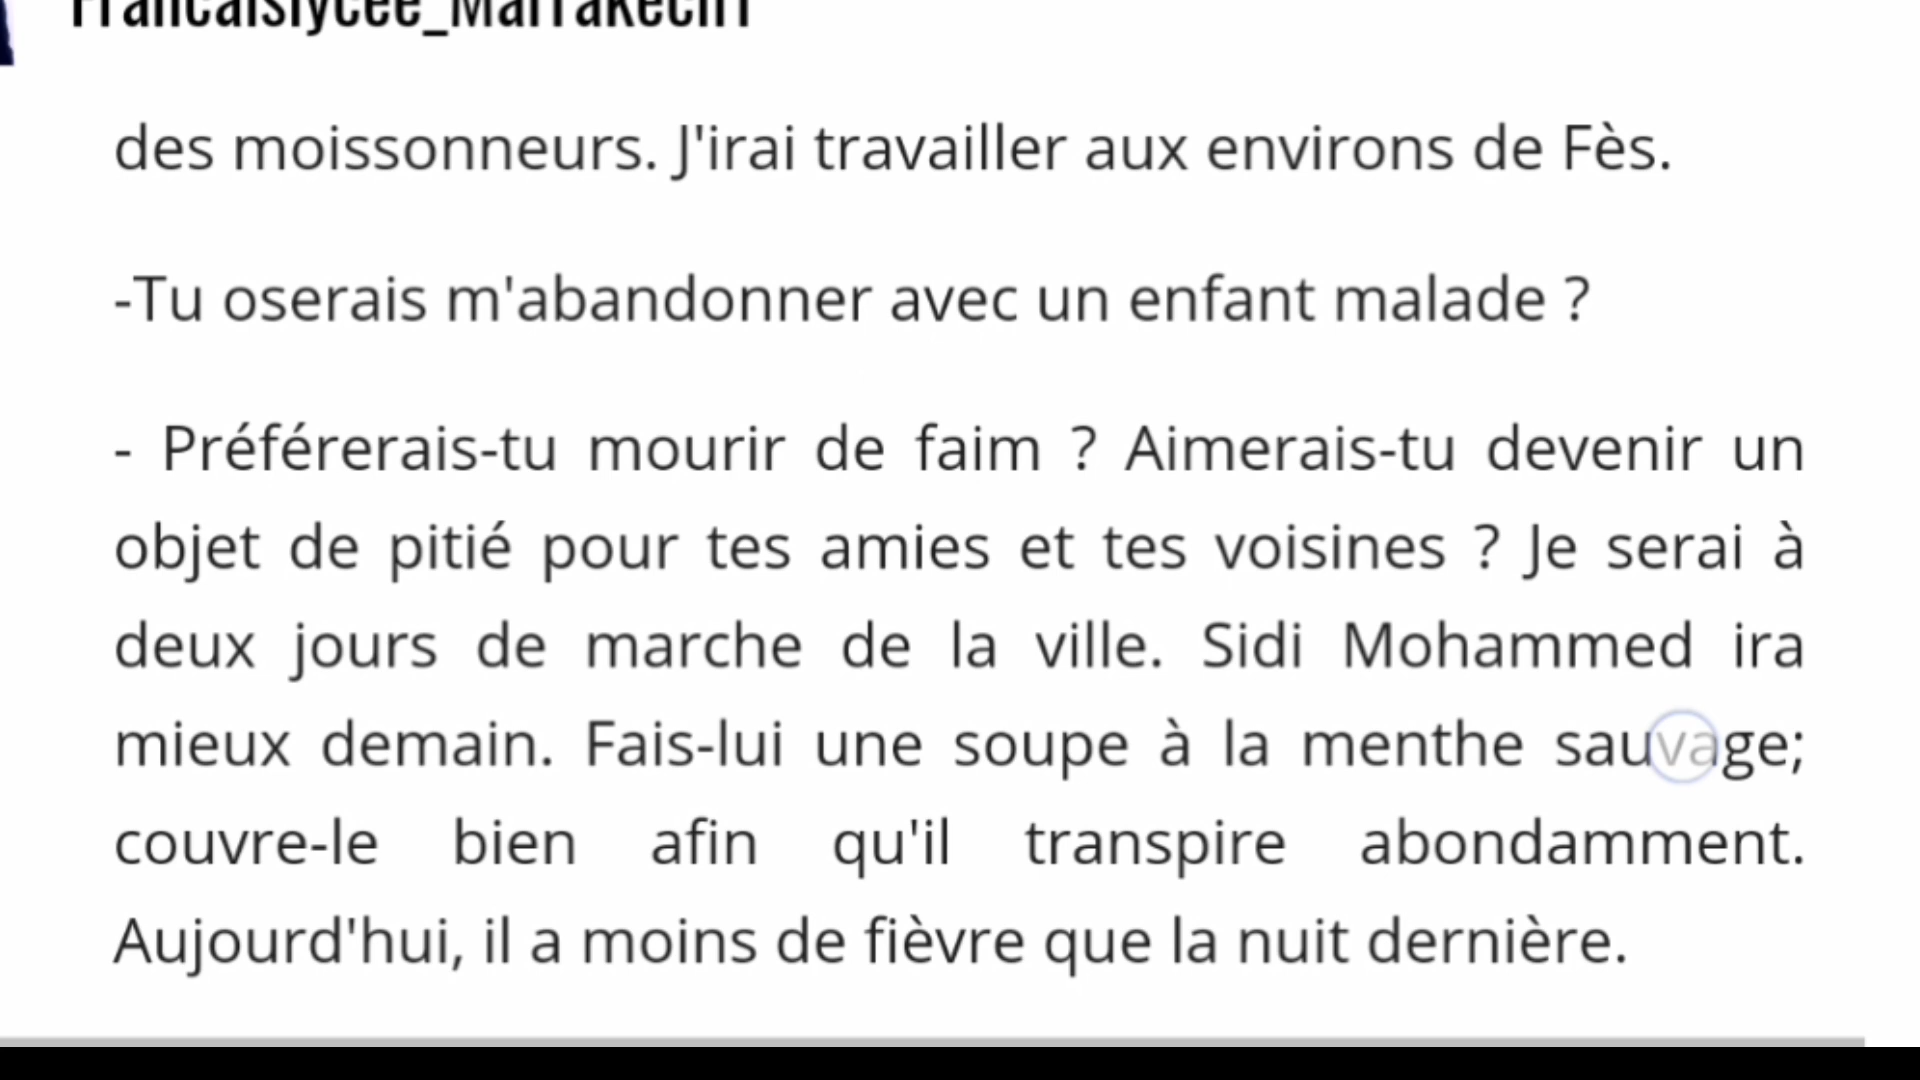 Francaislycee_Marrakech1
des moissonneurs. J'irai travailler aux environs de Fès.
-Tu oserais m'abandonner avec un enfant malade ?
- Préférerais-tu mourir de faim ? Aimerais-tu devenir un
objet de pitié pour tes amies et tes voisines ? Je serai à
deux jours de marche de la ville. Sidi Mohammed ira
mieux demain. Fais-lui une soupe à la menthe sauvage;
couvre-le bien afin qu'il transpire abondamment.
Aujourd'hui, il a moins de fièvre que la nuit dernière.